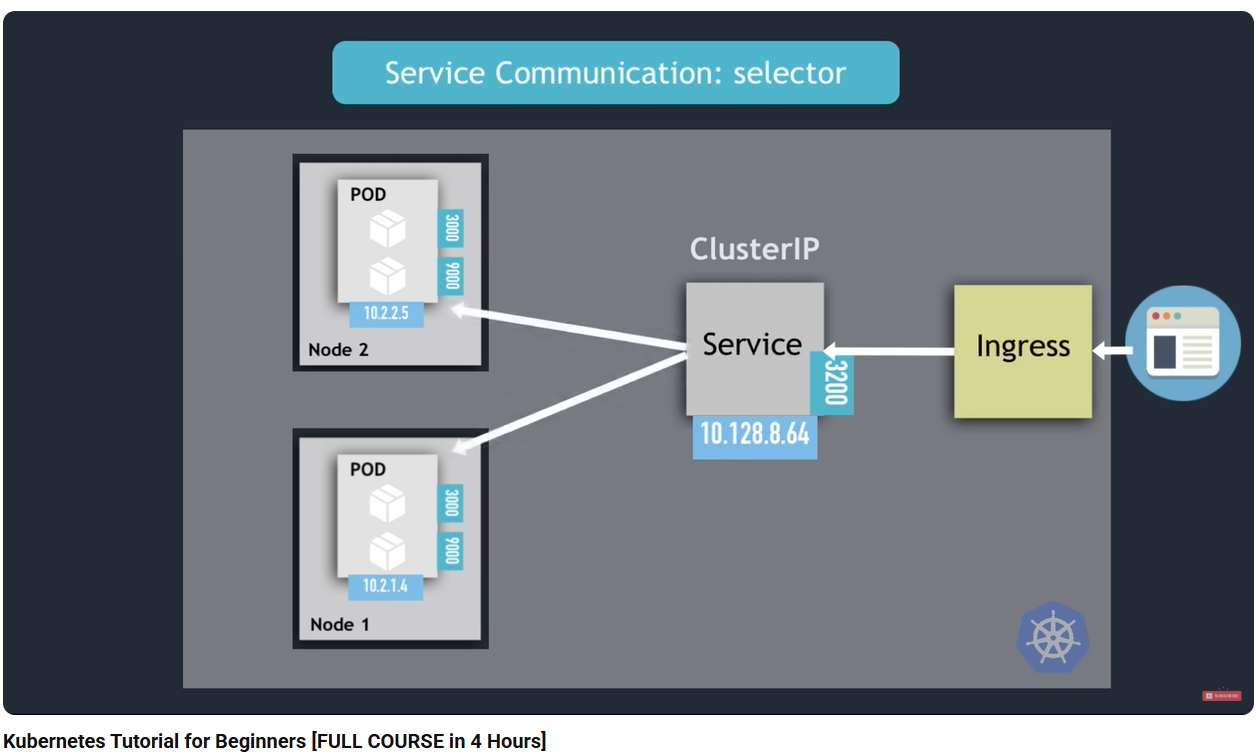 Service Communication: selector
POD
3000
9000
10.2.2.5
Node 2
ClusterIP
Service
3200
10.128.8.64
Ingress
POD
3000
9000
10.2.1.4
Node 1
SUBSCRIBE
Kubernetes Tutorial for Beginners [FULL COURSE in 4 Hours]